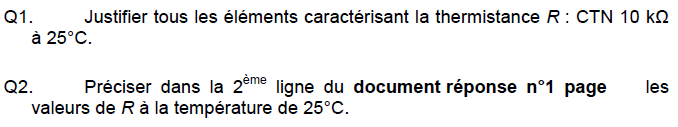 Q1. Justifier tous les éléments caractérisant la thermistance R : CTN 10 kΩ
à 25°C.
Q2. Préciser dans la 2ème ligne du document réponse n°1 page les
valeurs de R à la température de 25°C.